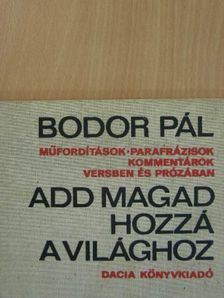 BODOR PÁL
MŰFORDÍTÁSOK·PARAFRÁZISOK
KOMMENTÁROK
VERSBEN ÉS PRÓZÁBAN
ADD MAGAD
HOZZÁ
A VILÁGHOZ
DACIA KÖNYVKIADÓ